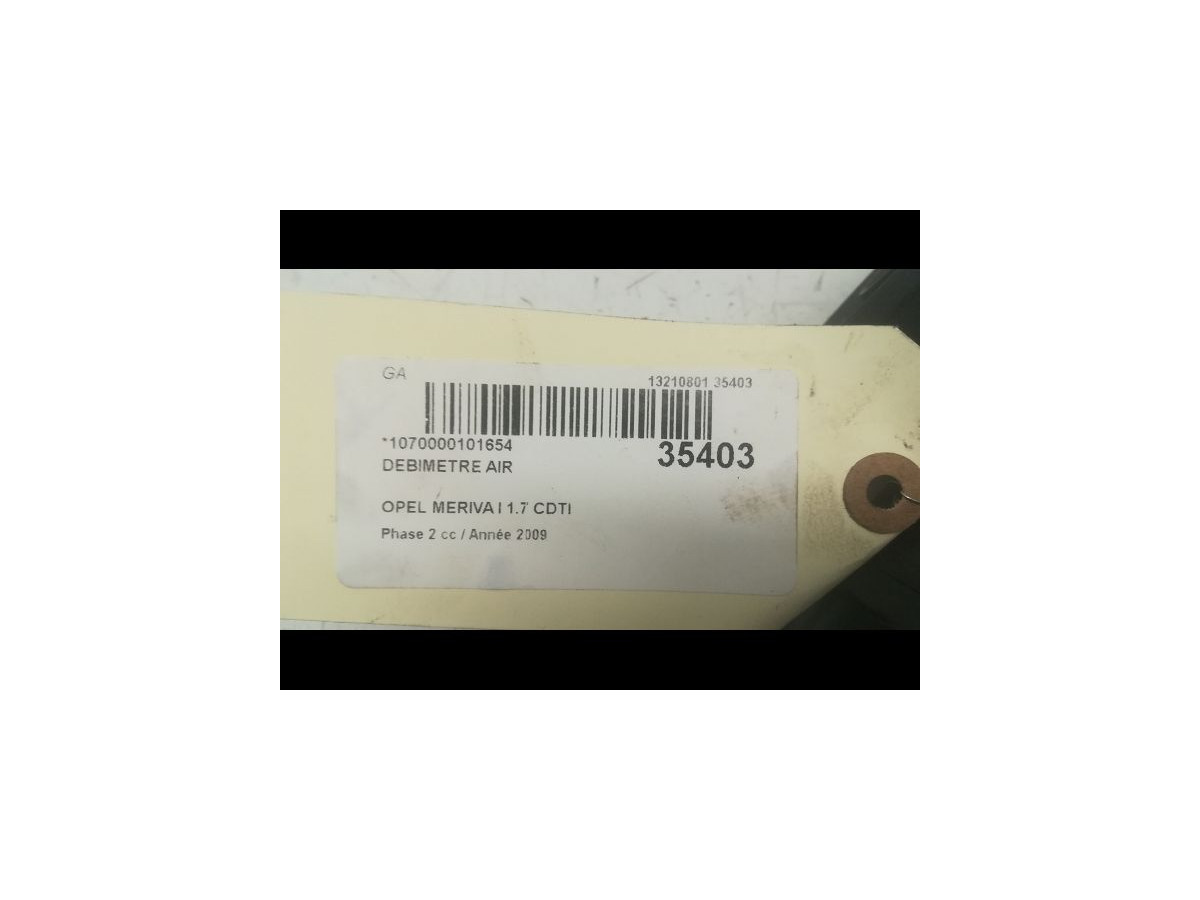 GA
13210801 35403
*1070000101654
35403
DEBIMETRE AIR
OPEL MERIVA I 1.7 CDTI
Phase 2 cc / Année 2009